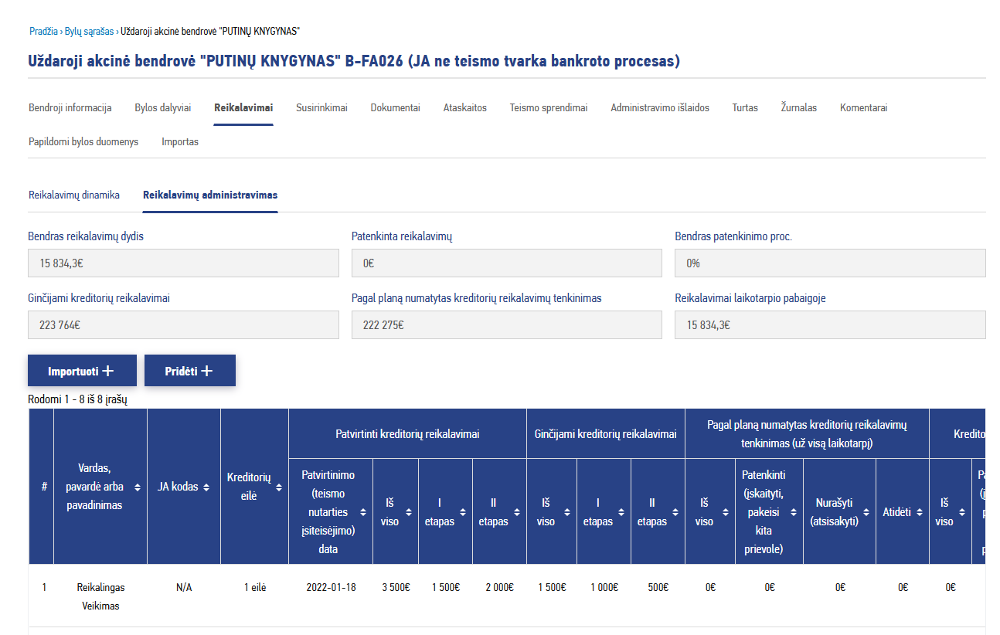 Pradžia › Bylų sąrašas › Uždaroji akcinė bendrovė "PUTINŲ KNYGYNAS"
Uždaroji akcinė bendrovė "PUTINŲ KNYGYNAS" B-FA026 (JA ne teismo tvarka bankroto procesas)
Bendroji informacija Bylos dalyviai Reikalavimai Susirinkimai Dokumentai Ataskaitos Teismo sprendimai Administravimo išlaidos Turtas Žurnalas Komentarai
Papildomi bylos duomenys Importas
Reikalavimų dinamika Reikalavimų administravimas
Bendras reikalavimų dydis Patenkinta reikalavimų Bendras patenkinimo proc.
15 834,3€ 0€ 0%
Ginčijami kreditorių reikalavimai Pagal planą numatytas kreditorių reikalavimų tenkinimas Reikalavimai laikotarpio pabaigoje
223 764€ 222 275€ 15 834,3€
Importuoti + Pridėti +
Rodomi 1 - 8 iš 8 įrašų
Patvirtinti kreditorių reikalavimai Ginčijami kreditorių reikalavimai Pagal planą numatytas kreditorių reikalavimų
tenkinimas (už visą laikotarpį)
# Vardas,
pavardė arba
pavadinimas
JA kodas
Kreditorių
eilė
Patvirtinimo
(teismo
nutarties
įsiteisėjimo)
data
Iš
viso
I
etapas
II
etapas
Iš
viso
I
etapas
II
etapas
Iš
viso
Patenkinti
(įskaityti,
pakeisi
kita
prievole)
Nurašyti
(atsisakyti)
Atidėti
Iš
viso
1 Reikalingas N/A 1 eilė 2022-01-18 3 500€ 1 500€ 2 000€ 1 500€ 1 000€ 500€ 0€ 0€ 0€ 0€ 0€
Veikimas